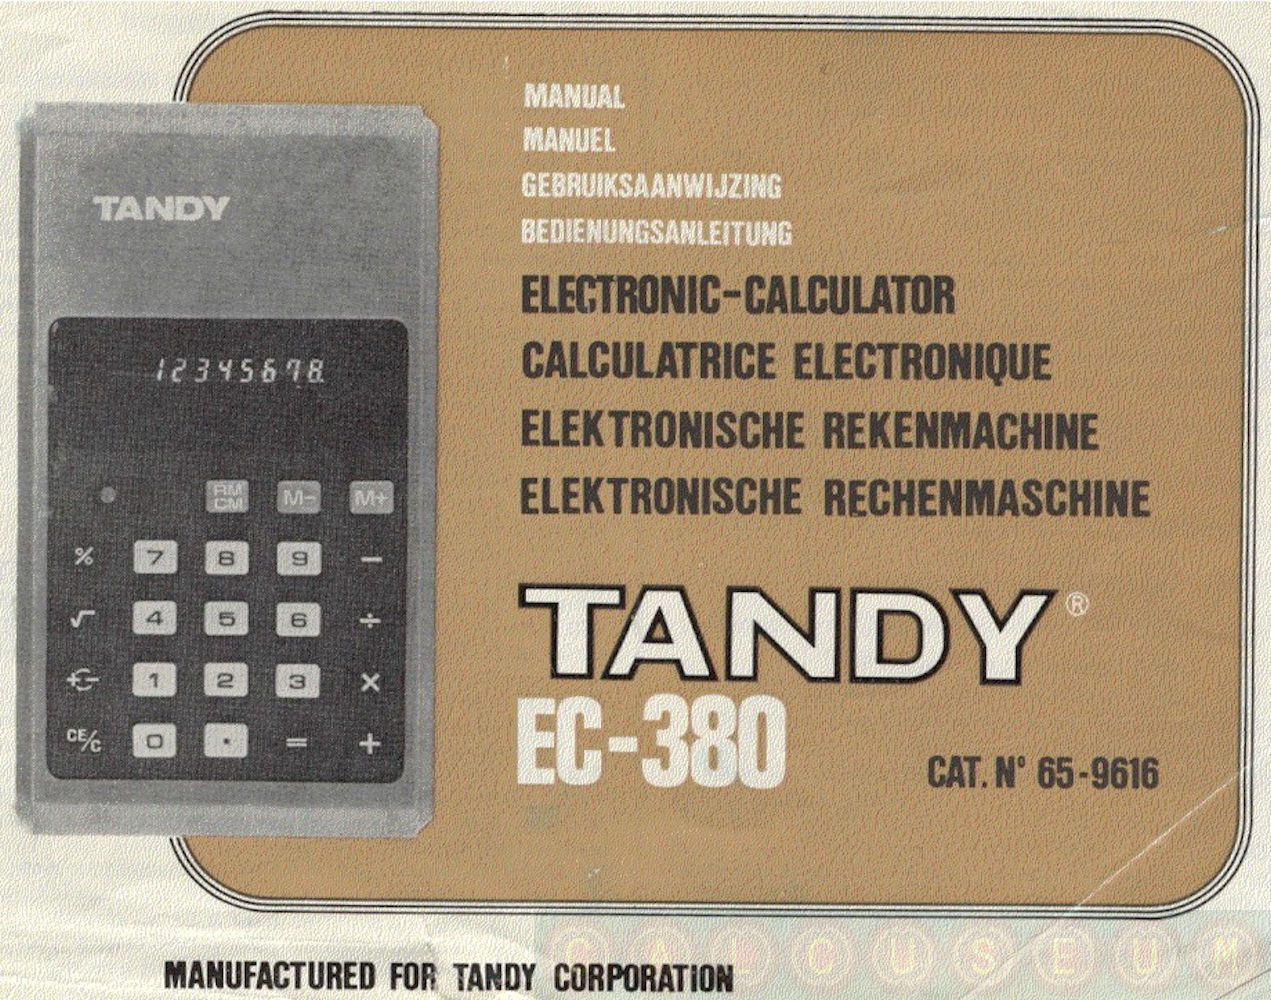 MANUAL
MANUEL
GEBRUIKSAANWIJZING
BEDIENUNGSANLEITUNG
ELECTRONIC-CALCULATOR
CALCULATRICE ELECTRONIQUE
ELEKTRONISCHE REKENMACHINE
ELEKTRONISCHE RECHENMASCHINE
TANDY®
EC-380
CAT. N° 65-9616
TANDY
12345678.
RM CM M- M+
% 7 8 9 −
√ 4 5 6 ÷
+ − 1 2 3 ×
CE/C 0 . = +
MANUFACTURED FOR TANDY CORPORATION
CALCUSEUM